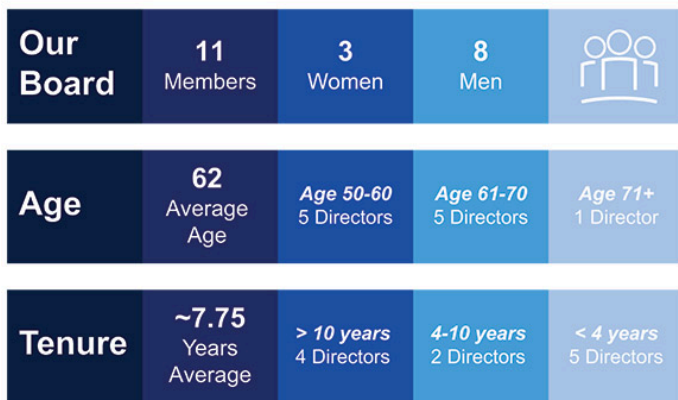 Our
Board
11
Members
3
Women
8
Men
Age
62
Average
Age
Age 50-60
5 Directors
Age 61-70
5 Directors
Age 71+
1 Director
Tenure
~7.75
Years
Average
> 10 years
4 Directors
4-10 years
2 Directors
< 4 years
5 Directors